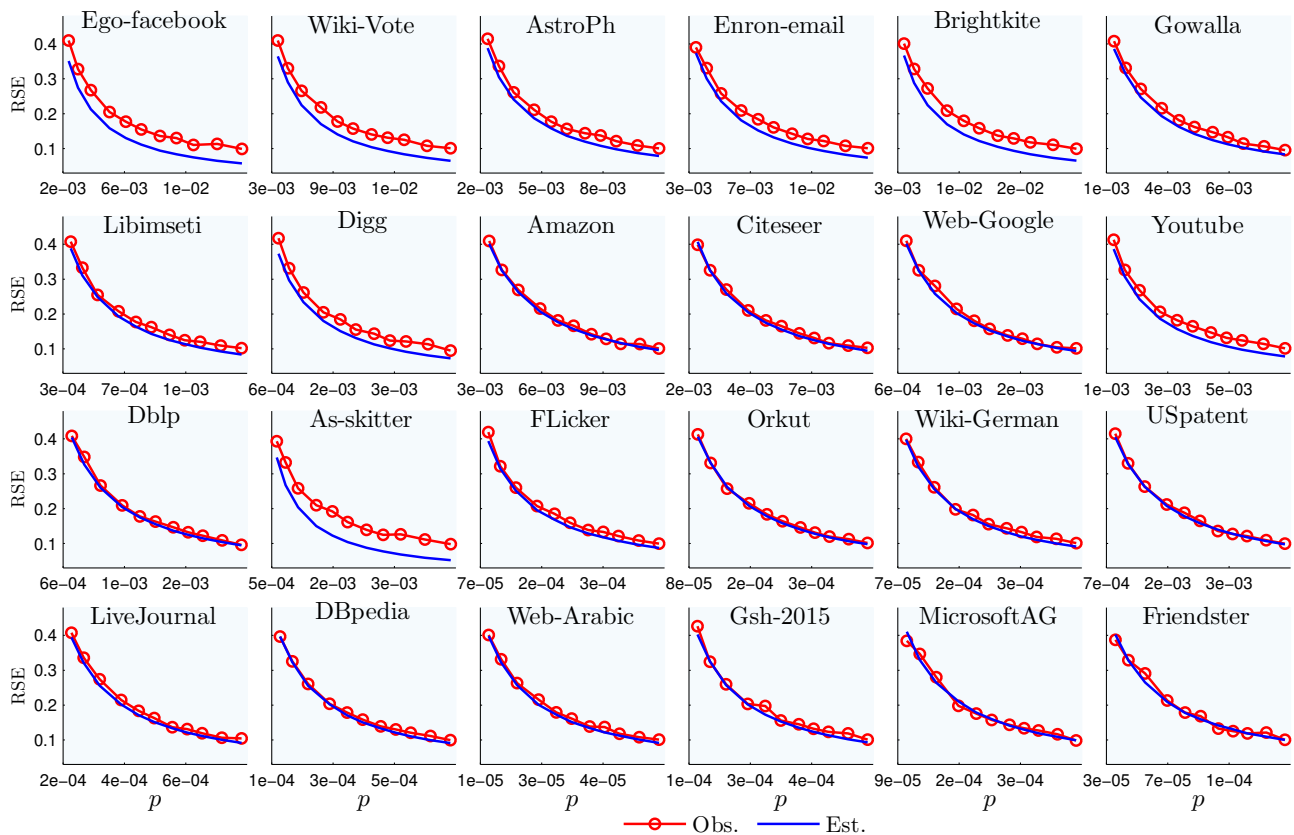 Ego-facebook Wiki-Vote AstroPh Enron-email Brightkite Gowalla
RSE
0.4
0.3
0.2
0.1
2e−03 6e−03 1e−02
3e−03 9e−03 1e−02
2e−03 5e−03 8e−03
3e−03 7e−03 1e−02
3e−03 1e−02 2e−02
1e−03 4e−03 6e−03
Libimseti Digg Amazon Citeseer Web-Google Youtube
RSE
0.4
0.3
0.2
0.1
3e−04 7e−04 1e−03
6e−04 2e−03 3e−03
3e−03 6e−03 9e−03
2e−03 4e−03 7e−03
6e−04 2e−03 3e−03
1e−03 3e−03 5e−03
Dblp As-skitter FLicker Orkut Wiki-German USpatent
RSE
0.4
0.3
0.2
0.1
6e−04 1e−03 2e−03
5e−04 2e−03 3e−03
7e−05 2e−04 3e−04
8e−05 2e−04 3e−04
7e−05 2e−04 3e−04
7e−04 2e−03 3e−03
LiveJournal DBpedia Web-Arabic Gsh-2015 MicrosoftAG Friendster
RSE
0.4
0.3
0.2
0.1
2e−04 4e−04 6e−04
1e−04 3e−04 5e−04
1e−05 4e−05 6e−05
1e−04 3e−04 4e−04
9e−05 2e−04 4e−04
3e−05 7e−05 1e−04
p p p p p p
Obs. Est.